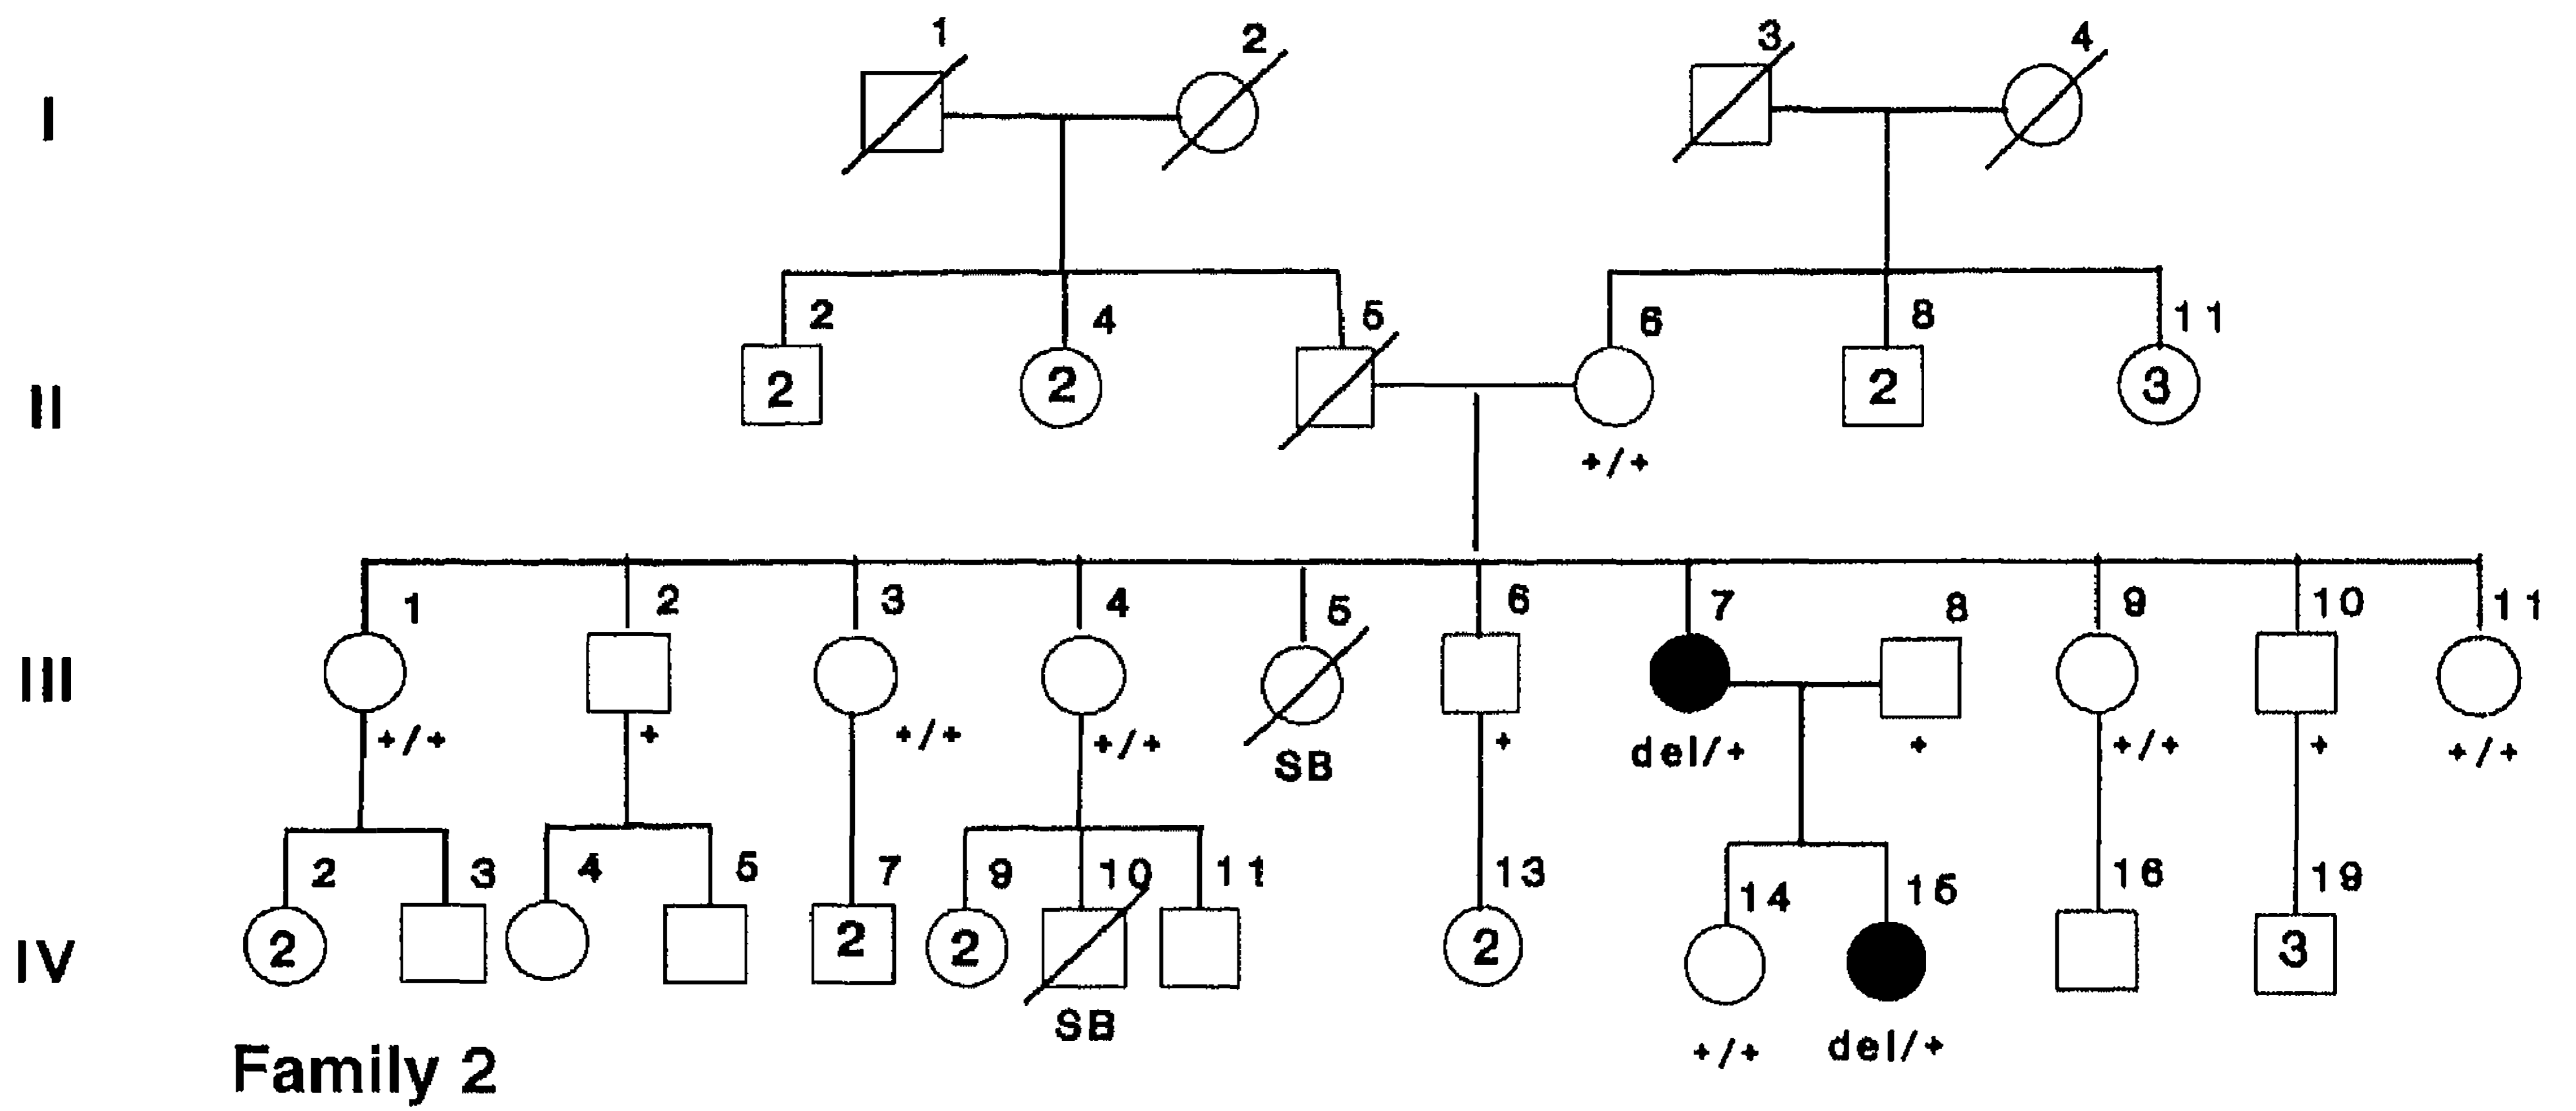 1 2 3 4
I
2 4 5 6 8 11
II 2 2 2 3
+/+
1 2 3 4 5 6 7 8 9 10 11
III
+/+ + +/+ +/+ SB + del/+ + +/+ + +/+
2 3 4 5 7 9 10 11 13 14 15 16 19
IV 2 2 2 2 3
SB +/+ del/+
Family 2